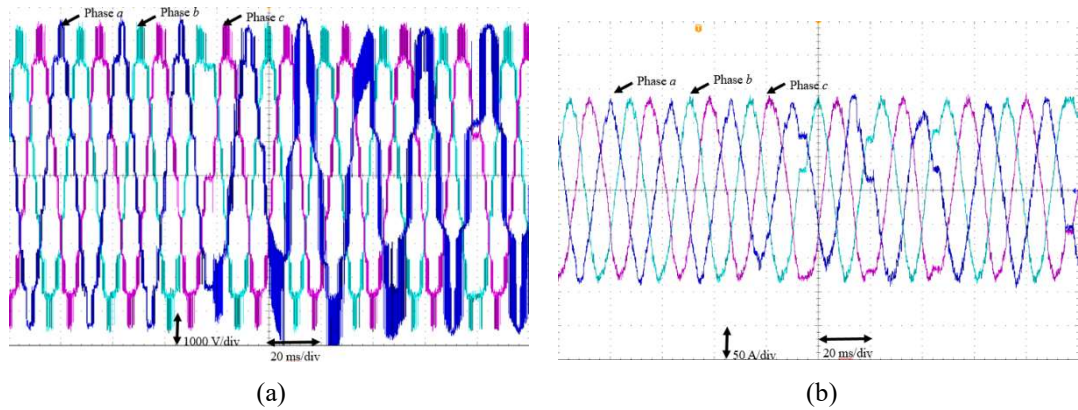 Phase a
Phase b
Phase c
1000 V/div
20 ms/div
(a)
Phase a
Phase b
Phase c
50 A/div.
20 ms/div
(b)